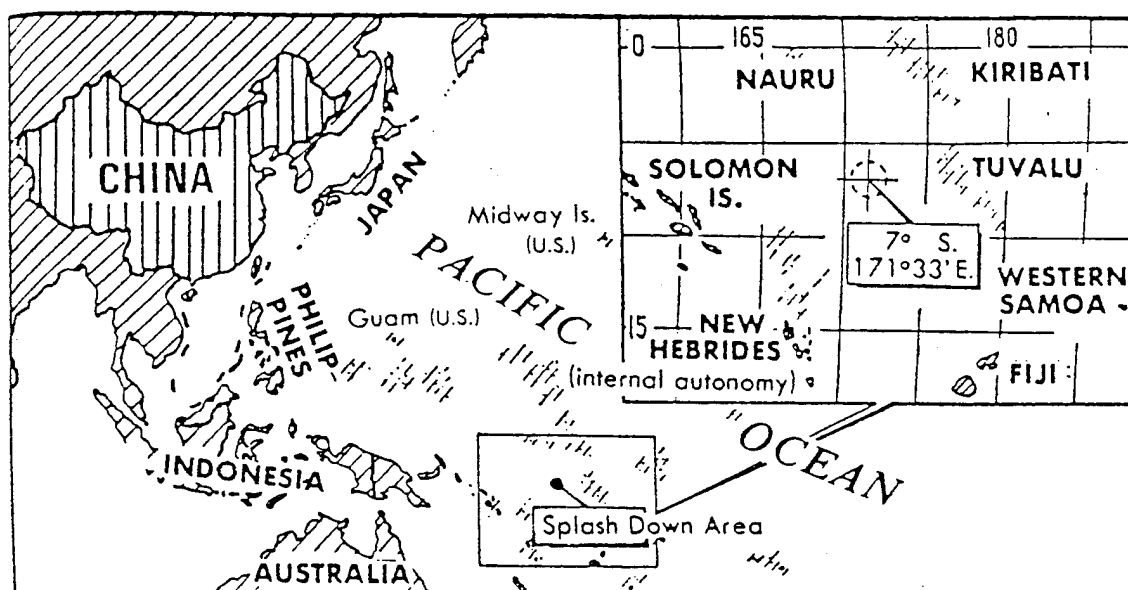 CHINA
JAPAN
Midway Is.
(U.S.)
PACIFIC
PHILIP
PINES
Guam (U.S.)
INDONESIA
AUSTRALIA
OCEAN
Splash Down Area
0
165
180
NAURU
KIRIBATI
SOLOMON
IS.
TUVALU
7° S.
171°33'E.
WESTERN
SAMOA
15
NEW
HEBRIDES
(internal autonomy)
FIJI